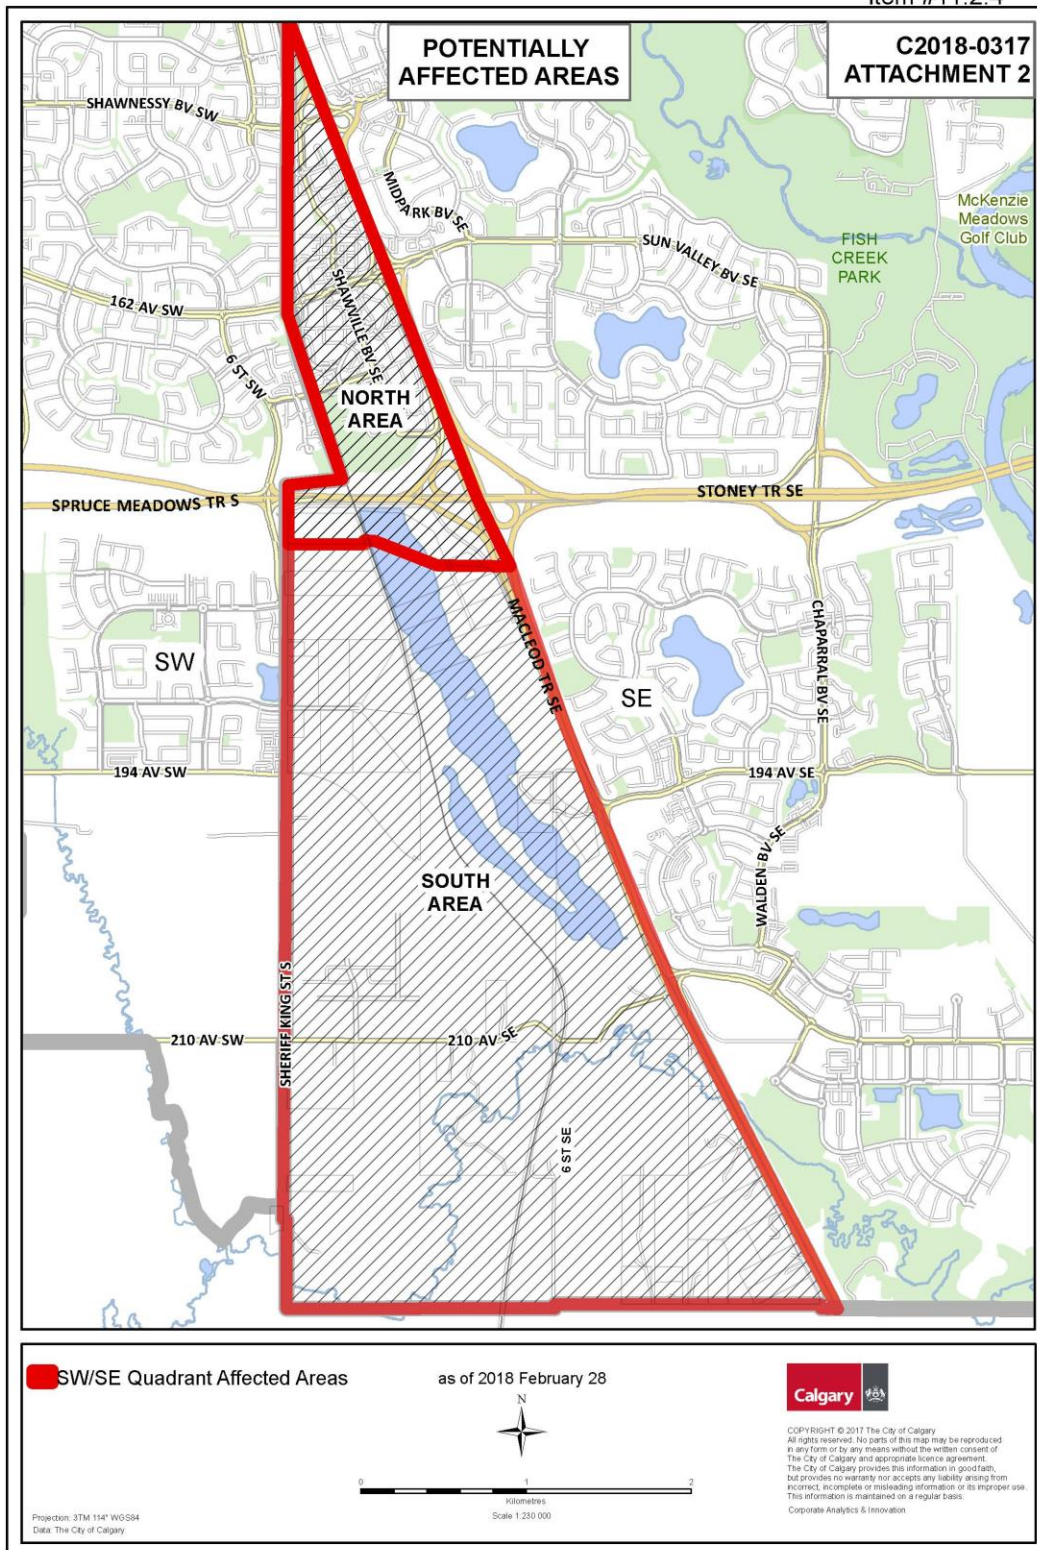 Item #11.2.4
POTENTIALLY
AFFECTED AREAS
C2018-0317
ATTACHMENT 2
SHAWNESSY BV SW
MIDPARK BV SE
McKenzie
Meadows
Golf Club
SUN VALLEY BV SE
FISH
CREEK
PARK
162 AV SW
SHAWVILLE BV SE
6 ST SW
NORTH
AREA
SPRUCE MEADOWS TR S
STONEY TR SE
MACLEOD TR SE
CHAPARRAL BV SE
SW
SE
194 AV SW
194 AV SE
WALDEN BV SE
SOUTH
AREA
SHERIFF KING ST S
210 AV SW
210 AV SE
6 ST SE
SW/SE Quadrant Affected Areas
as of 2018 February 28
N
Calgary
0 1 2
Kilometres
Scale 1:230 000
COPYRIGHT © 2017 The City of Calgary
All rights reserved. No parts of this map may be reproduced
in any form or by any means without the written consent of
The City of Calgary and appropriate licence agreement.
The City of Calgary provides this information in good faith,
but provides no warranty nor accepts any liability arising from
incorrect, incomplete or misleading information or its improper use.
This information is maintained on a regular basis.
Corporate Analytics & Innovation
Projection: 3TM 114° WGS84
Data: The City of Calgary